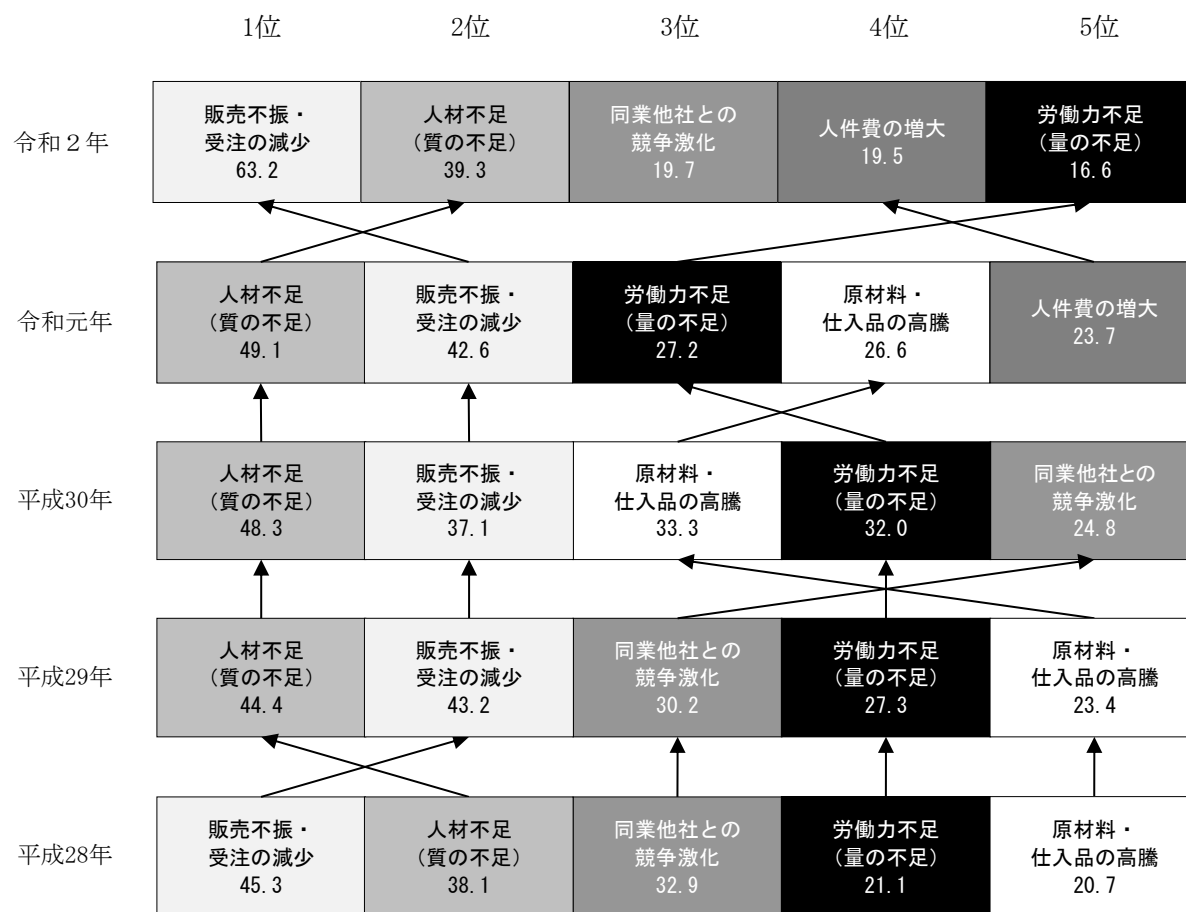 1位 2位 3位 4位 5位
令和２年
販売不振・
受注の減少
63.2
人材不足
(質の不足)
39.3
同業他社との
競争激化
19.7
人件費の増大
19.5
労働力不足
(量の不足)
16.6
令和元年
人材不足
(質の不足)
49.1
販売不振・
受注の減少
42.6
労働力不足
(量の不足)
27.2
原材料・
仕入品の高騰
26.6
人件費の増大
23.7
平成30年
人材不足
(質の不足)
48.3
販売不振・
受注の減少
37.1
原材料・
仕入品の高騰
33.3
労働力不足
(量の不足)
32.0
同業他社との
競争激化
24.8
平成29年
人材不足
(質の不足)
44.4
販売不振・
受注の減少
43.2
同業他社との
競争激化
30.2
労働力不足
(量の不足)
27.3
原材料・
仕入品の高騰
23.4
平成28年
販売不振・
受注の減少
45.3
人材不足
(質の不足)
38.1
同業他社との
競争激化
32.9
労働力不足
(量の不足)
21.1
原材料・
仕入品の高騰
20.7